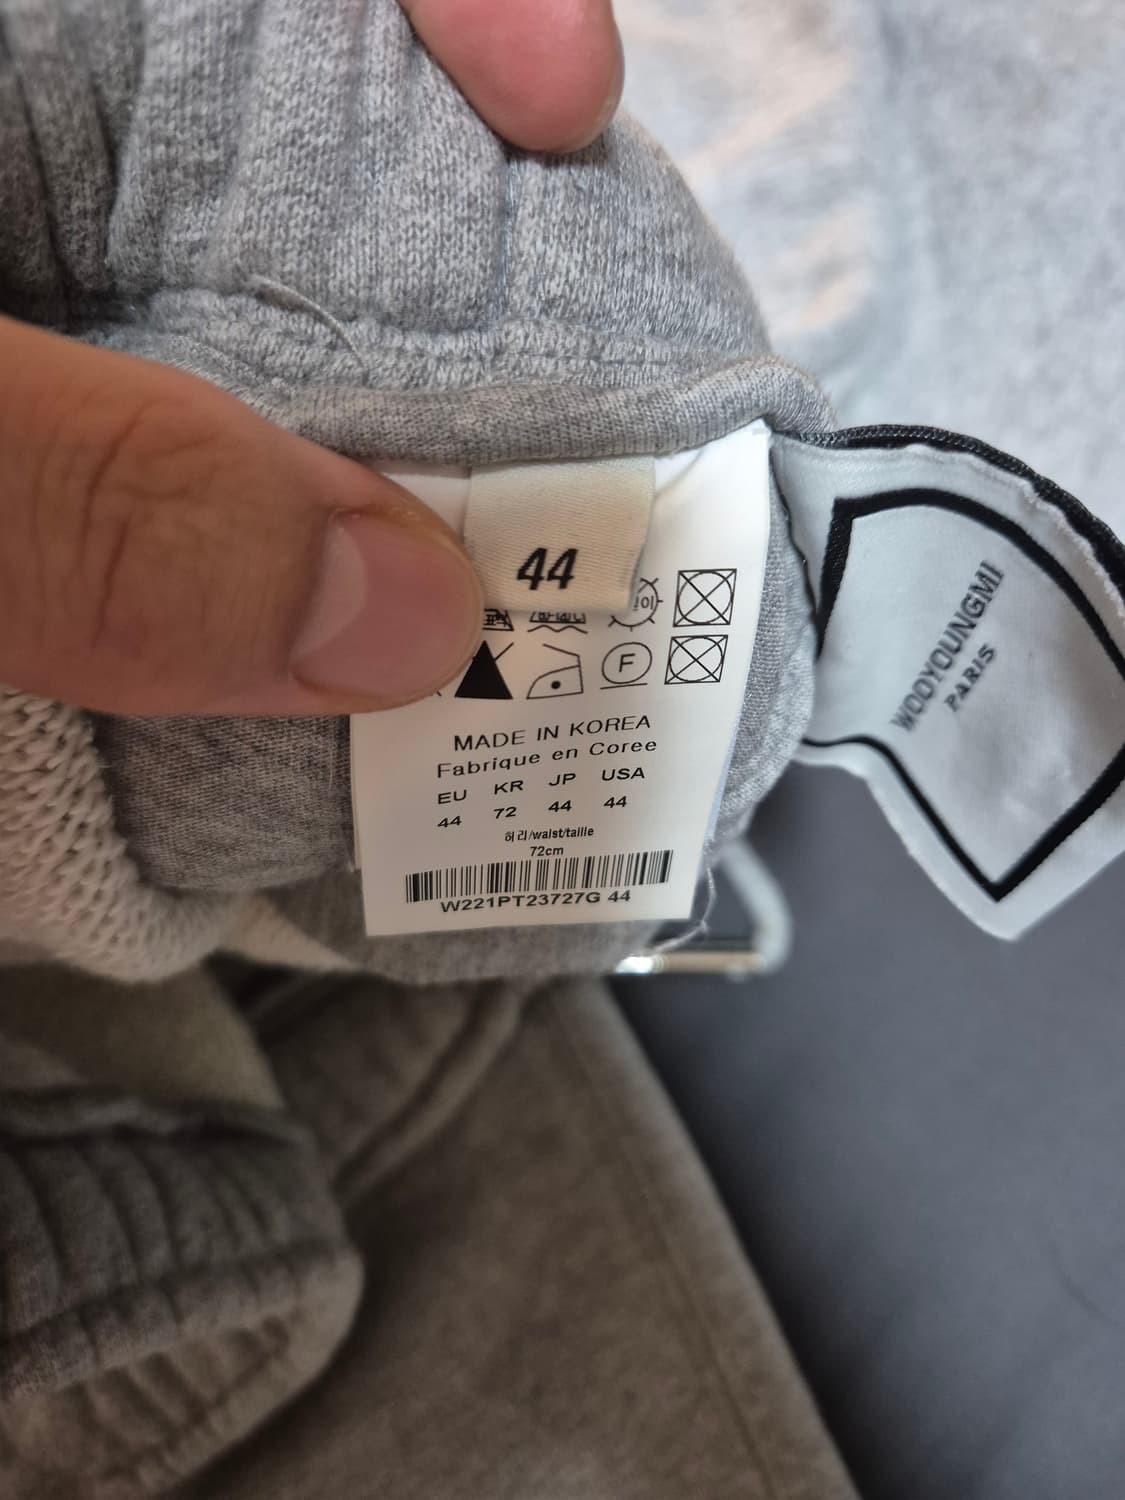 44
F
MADE IN KOREA
Fabrique en Coree
EU KR JP USA
44 72 44 44
허리/waist/taille
72cm
W221PT23727G 44
WOOYOUNGMI
PARIS